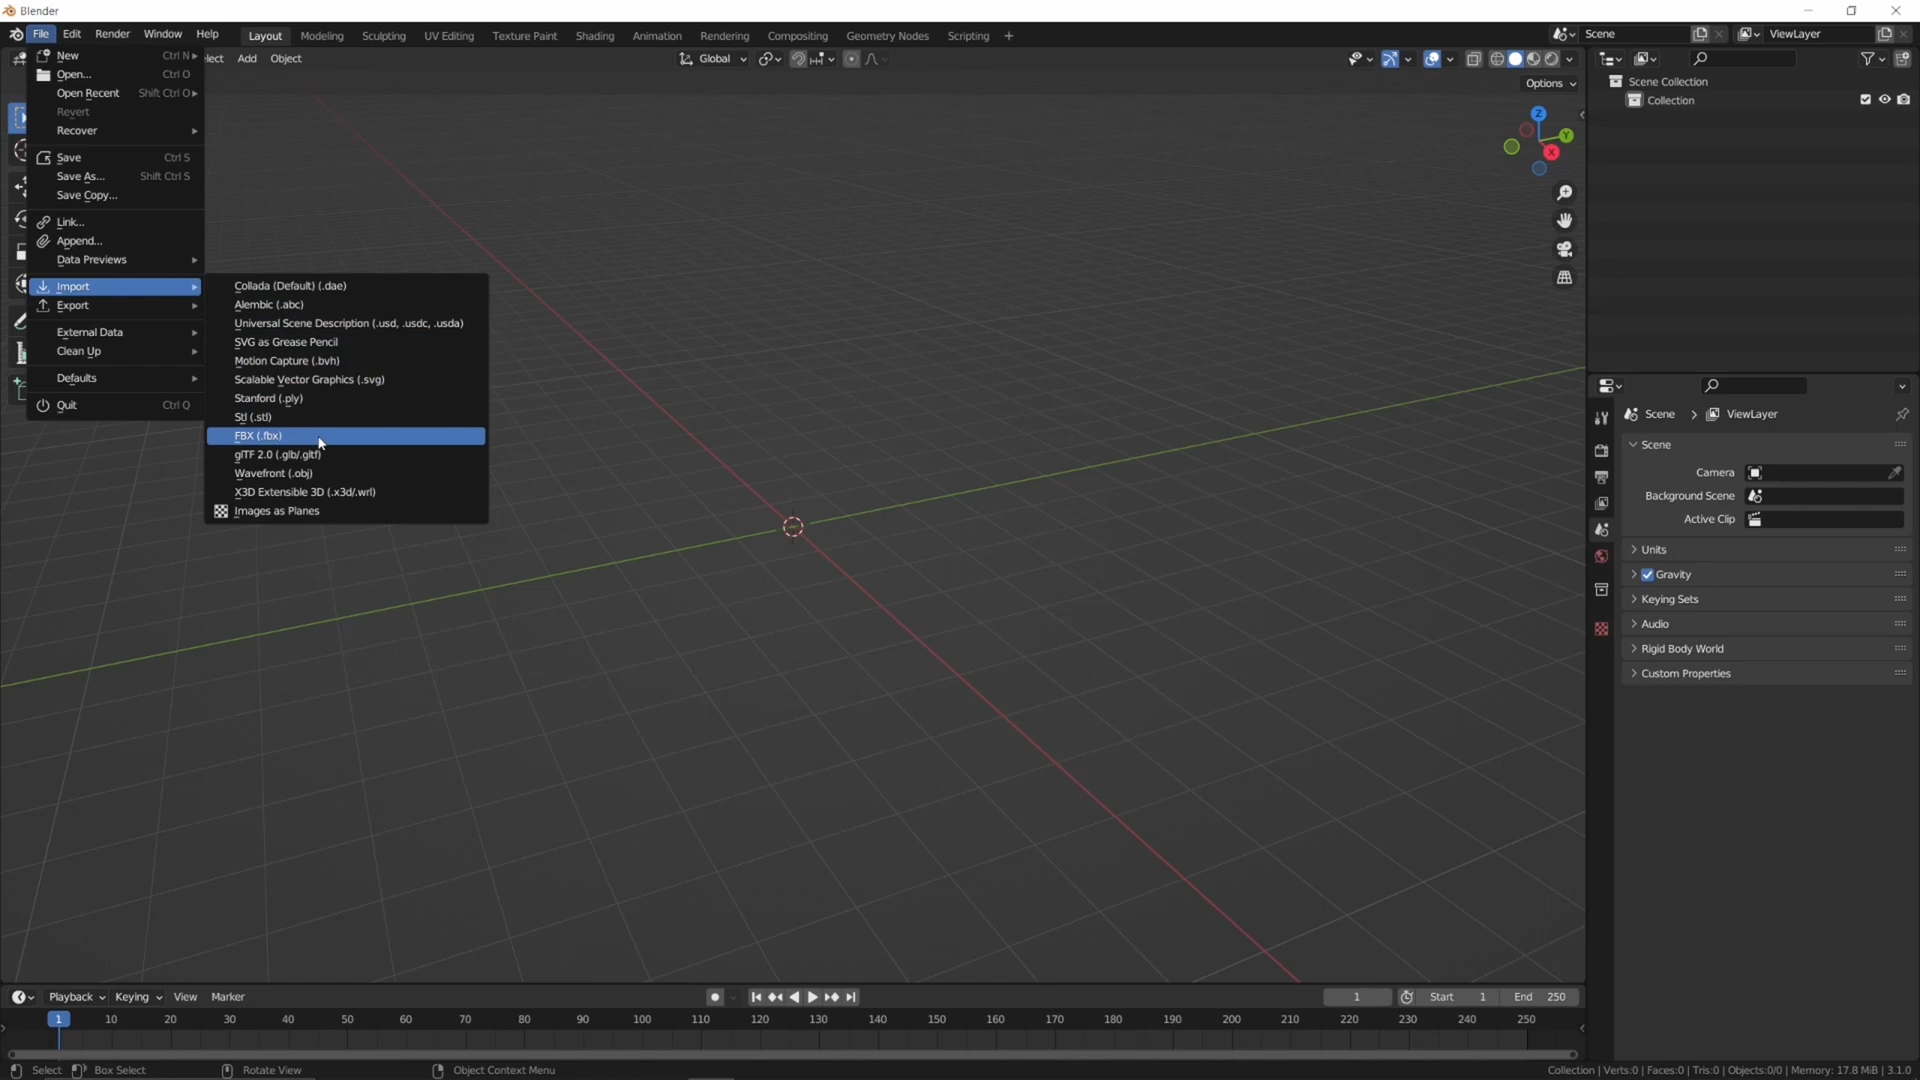 Blender
File Edit Render Window Help Layout Modeling Sculpting UV Editing Texture Paint Shading Animation Rendering Compositing Geometry Nodes Scripting + Scene ViewLayer
lect Add Object Global
Options
New Ctrl N
Open... Ctrl O
Open Recent Shift Ctrl O
Revert
Recover
Save Ctrl S
Save As... Shift Ctrl S
Save Copy...
Link...
Append...
Data Previews
Import
Export
External Data
Clean Up
Defaults
Quit Ctrl Q
Collada (Default) (.dae)
Alembic (.abc)
Universal Scene Description (.usd, .usdc, .usda)
SVG as Grease Pencil
Motion Capture (.bvh)
Scalable Vector Graphics (.svg)
Stanford (.ply)
Stl (.stl)
FBX (.fbx)
glTF 2.0 (.glb/.gltf)
Wavefront (.obj)
X3D Extensible 3D (.x3d/.wrl)
Images as Planes
Z
Y
X
Scene Collection
Collection
Scene > ViewLayer
Scene
Camera
Background Scene
Active Clip
Units
Gravity
Keying Sets
Audio
Rigid Body World
Custom Properties
Playback Keying View Marker 1 Start 1 End 250
1 10 20 30 40 50 60 70 80 90 100 110 120 130 140 150 160 170 180 190 200 210 220 230 240 250
Select Box Select Rotate View Object Context Menu Collection | Verts:0 | Faces:0 | Tris:0 | Objects:0/0 | Memory: 17.8 MiB | 3.1.0